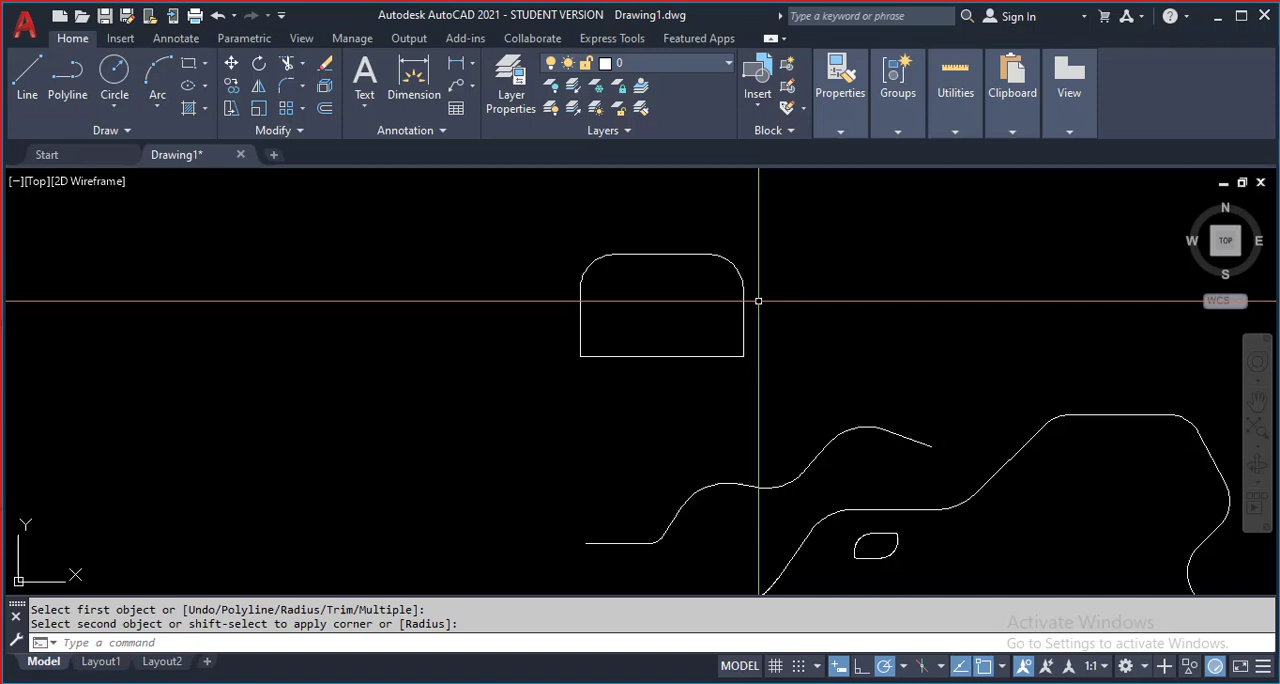 Autodesk AutoCAD 2021 - STUDENT VERSION Drawing1.dwg
Type a keyword or phrase
Sign In
Home Insert Annotate Parametric View Manage Output Add-ins Collaborate Express Tools Featured Apps
Line Polyline Circle Arc
Text Dimension
Layer
Properties
0
Insert
Properties Groups Utilities Clipboard View
Draw Modify Annotation Layers Block
Start Drawing1*
[−][Top][2D Wireframe]
N
W TOP E
S
WCS
Y
X
Select first object or [Undo/Polyline/Radius/Trim/Multiple]:
Select second object or shift-select to apply corner or [Radius]:
Type a command
Activate Windows
Go to Settings to activate Windows.
Model Layout1 Layout2
MODEL 1:1